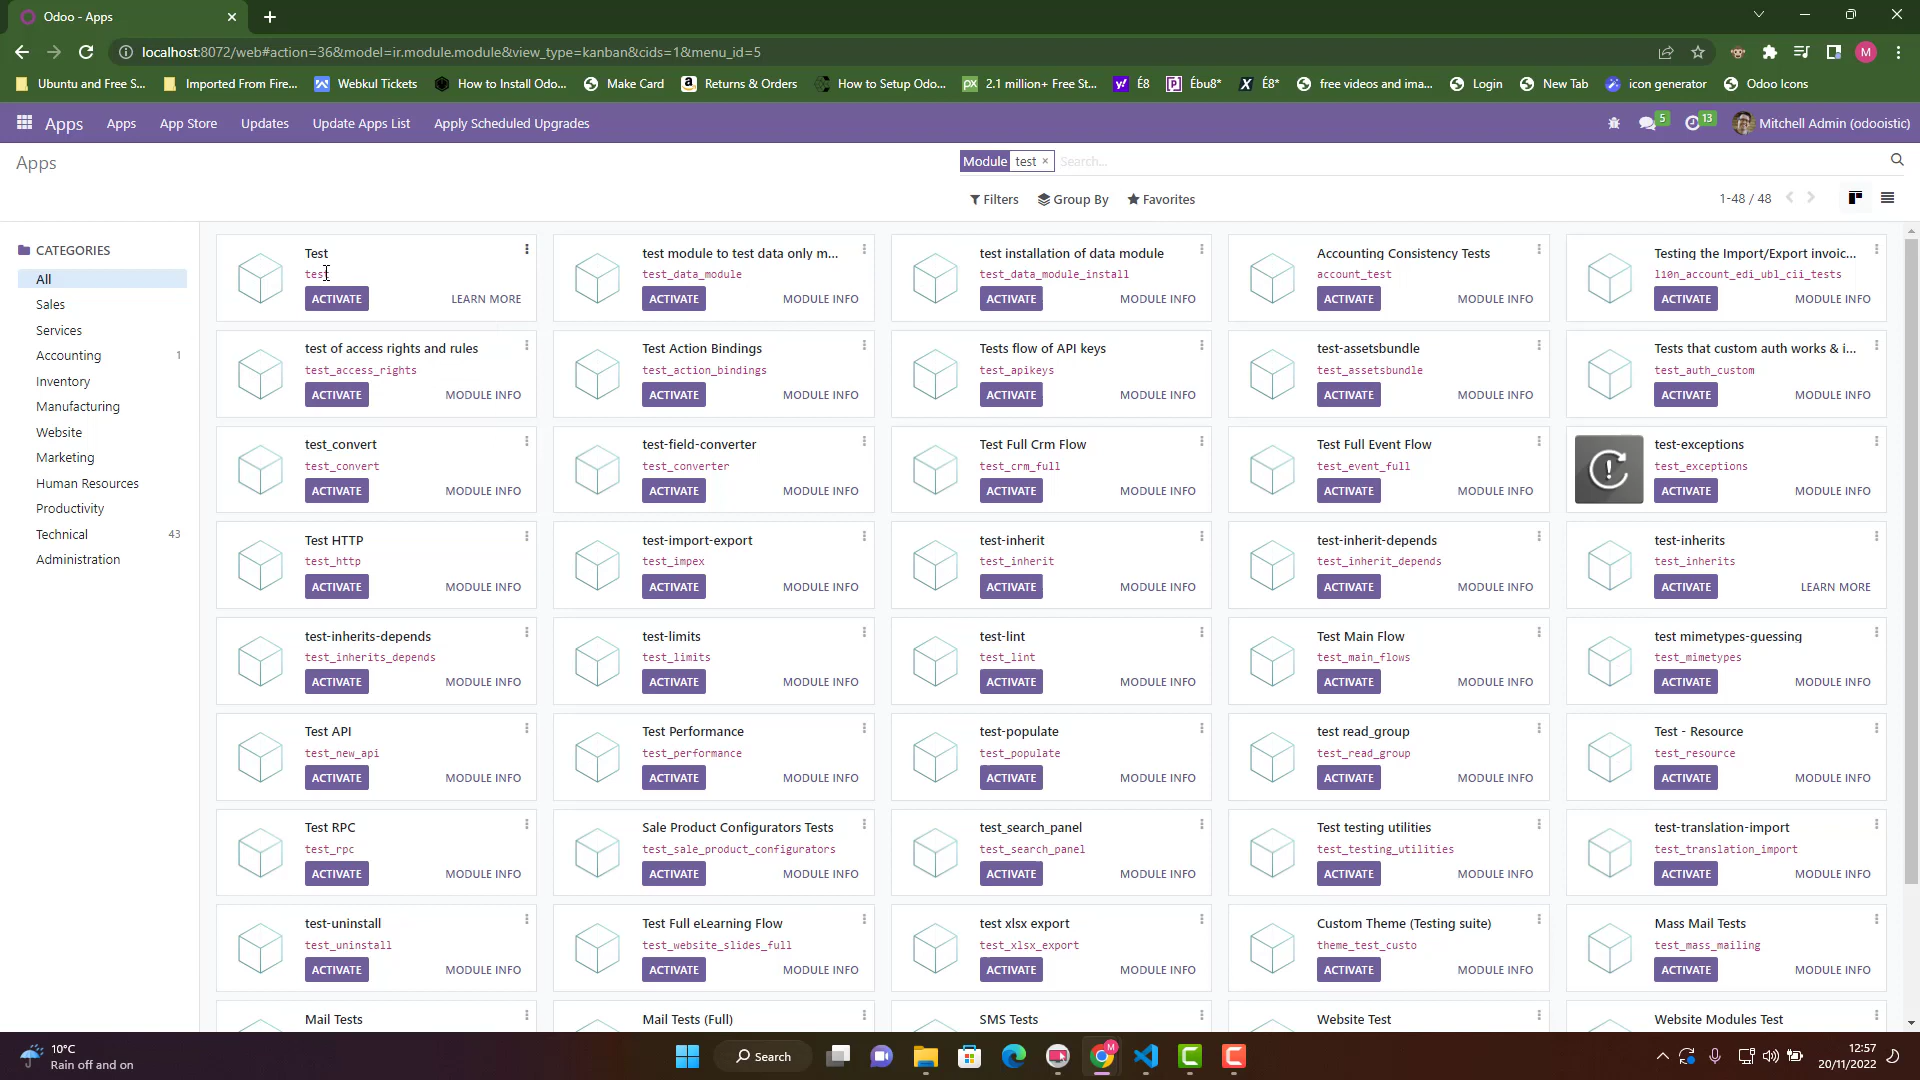 Odoo - Apps
localhost:8072/web#action=36&model=ir.module.module&view_type=kanban&cids=1&menu_id=5
M
Ubuntu and Free S... Imported From Fire... Webkul Tickets How to Install Odo... Make Card Returns & Orders How to Setup Odo... 2.1 million+ Free St... É8 Ébu8* É8* free videos and ima... Login New Tab icon generator Odoo Icons
Apps Apps App Store Updates Update Apps List Apply Scheduled Upgrades 5 13 Mitchell Admin (odooistic)
Apps Module test × Search...
Filters Group By Favorites 1-48 / 48
CATEGORIES
All
Sales
Services
Accounting 1
Inventory
Manufacturing
Website
Marketing
Human Resources
Productivity
Technical 43
Administration
Test
test
ACTIVATE LEARN MORE
test module to test data only m...
test_data_module
ACTIVATE MODULE INFO
test installation of data module
test_data_module_install
ACTIVATE MODULE INFO
Accounting Consistency Tests
account_test
ACTIVATE MODULE INFO
Testing the Import/Export invoic...
l10n_account_edi_ubl_cii_tests
ACTIVATE MODULE INFO
test of access rights and rules
test_access_rights
ACTIVATE MODULE INFO
Test Action Bindings
test_action_bindings
ACTIVATE MODULE INFO
Tests flow of API keys
test_apikeys
ACTIVATE MODULE INFO
test-assetsbundle
test_assetsbundle
ACTIVATE MODULE INFO
Tests that custom auth works & i...
test_auth_custom
ACTIVATE MODULE INFO
test_convert
test_convert
ACTIVATE MODULE INFO
test-field-converter
test_converter
ACTIVATE MODULE INFO
Test Full Crm Flow
test_crm_full
ACTIVATE MODULE INFO
Test Full Event Flow
test_event_full
ACTIVATE MODULE INFO
test-exceptions
test_exceptions
ACTIVATE MODULE INFO
Test HTTP
test_http
ACTIVATE MODULE INFO
test-import-export
test_impex
ACTIVATE MODULE INFO
test-inherit
test_inherit
ACTIVATE MODULE INFO
test-inherit-depends
test_inherit_depends
ACTIVATE MODULE INFO
test-inherits
test_inherits
ACTIVATE LEARN MORE
test-inherits-depends
test_inherits_depends
ACTIVATE MODULE INFO
test-limits
test_limits
ACTIVATE MODULE INFO
test-lint
test_lint
ACTIVATE MODULE INFO
Test Main Flow
test_main_flows
ACTIVATE MODULE INFO
test mimetypes-guessing
test_mimetypes
ACTIVATE MODULE INFO
Test API
test_new_api
ACTIVATE MODULE INFO
Test Performance
test_performance
ACTIVATE MODULE INFO
test-populate
test_populate
ACTIVATE MODULE INFO
test read_group
test_read_group
ACTIVATE MODULE INFO
Test - Resource
test_resource
ACTIVATE MODULE INFO
Test RPC
test_rpc
ACTIVATE MODULE INFO
Sale Product Configurators Tests
test_sale_product_configurators
ACTIVATE MODULE INFO
test_search_panel
test_search_panel
ACTIVATE MODULE INFO
Test testing utilities
test_testing_utilities
ACTIVATE MODULE INFO
test-translation-import
test_translation_import
ACTIVATE MODULE INFO
test-uninstall
test_uninstall
ACTIVATE MODULE INFO
Test Full eLearning Flow
test_website_slides_full
ACTIVATE MODULE INFO
test xlsx export
test_xlsx_export
ACTIVATE MODULE INFO
Custom Theme (Testing suite)
theme_test_custo
ACTIVATE MODULE INFO
Mass Mail Tests
test_mass_mailing
ACTIVATE MODULE INFO
Mail Tests
Mail Tests (Full)
SMS Tests
Website Test
Website Modules Test
10°C
Rain off and on
Search
M
12:57
20/11/2022